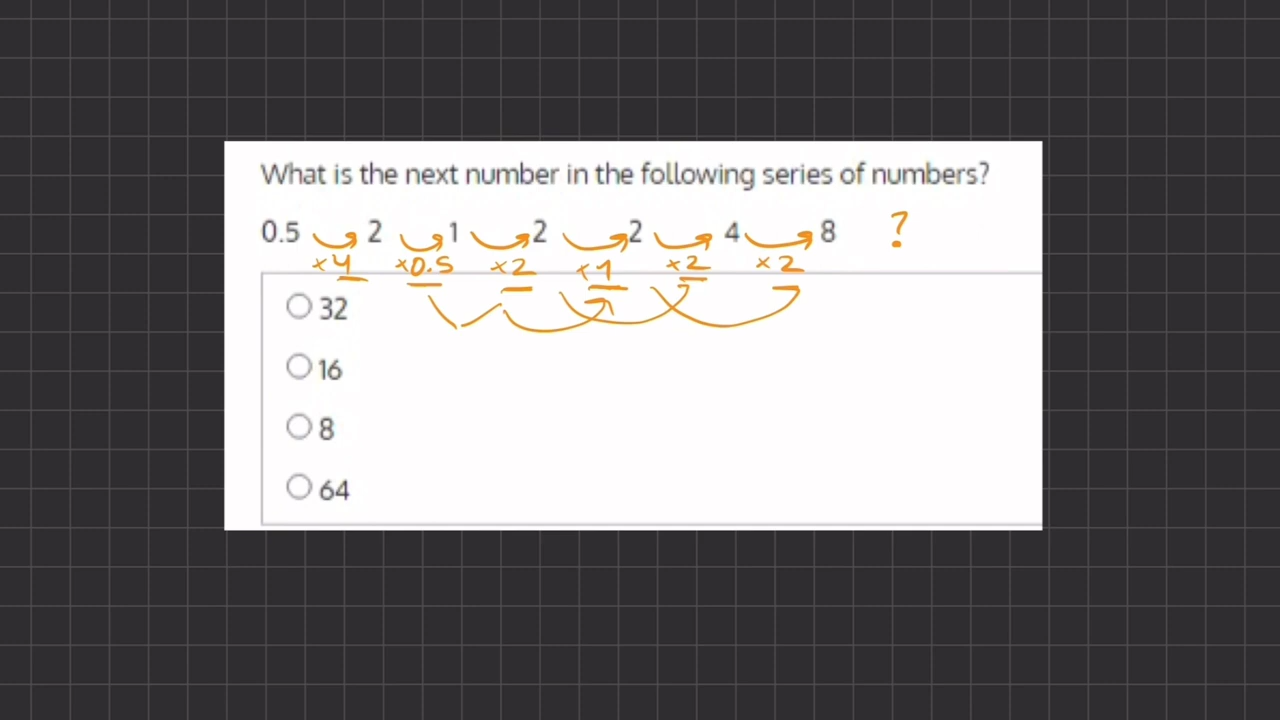 What is the next number in the following series of numbers?
0.5 2 1 2 2 4 8 ?
×4 ×0.5 ×2 ×1 ×2 ×2
32
16
8
64